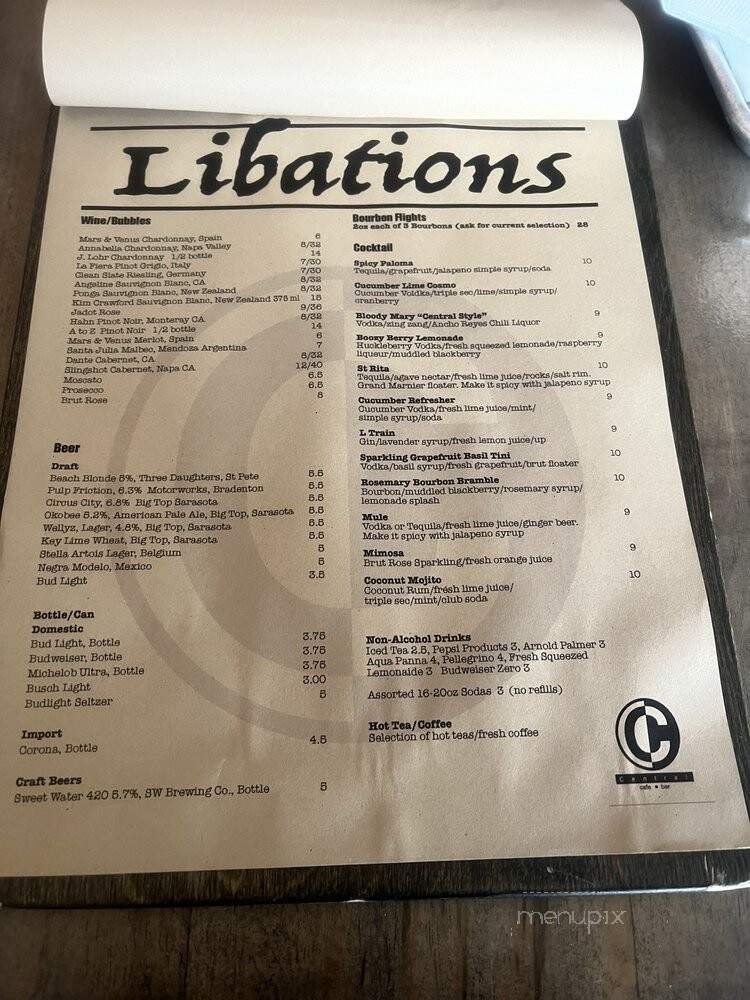 Libations
Wine/Bubbles
Mars & Venus Chardonnay, Spain 6
Annabella Chardonnay, Napa Valley 8/32
J. Lohr Chardonnay 1/2 bottle 14
La Fiera Pinot Grigio, Italy 7/30
Clean Slate Riesling, Germany 7/30
Angeline Sauvignon Blanc, CA 8/32
Ponga Sauvignon Blanc, New Zealand 8/32
Kim Crawford Sauvignon Blanc, New Zealand 375 ml 15
Jadot Rose 9/36
Hahn Pinot Noir, Monterey CA 8/32
A to Z Pinot Noir 1/2 bottle 14
Mars & Venus Merlot, Spain 6
Santa Julia Malbec, Mendoza Argentina 7
Dante Cabernet, CA 8/32
Slingshot Cabernet, Napa CA 12/40
Moscato 6.5
Prosecco 6.5
Brut Rose 8
Beer
Draft
Beach Blonde 5%, Three Daughters, St Pete 5.5
Pulp Friction, 6.3% Motorworks, Bradenton 5.5
Circus City, 6.8% Big Top Sarasota 5.5
Okobee 5.2%, American Pale Ale, Big Top, Sarasota 5.5
Wellyz, Lager, 4.8%, Big Top, Sarasota 5.5
Key Lime Wheat, Big Top, Sarasota 5.5
Stella Artois Lager, Belgium 5
Negra Modelo, Mexico 5
Bud Light 3.5
Bottle/Can
Domestic
Bud Light, Bottle 3.75
Budweiser, Bottle 3.75
Michelob Ultra, Bottle 3.75
Busch Light 3.00
Budlight Seltzer 5
Import
Corona, Bottle 4.5
Craft Beers
Sweet Water 420 5.7%, SW Brewing Co., Bottle 5
Bourbon Flights
2oz each of 3 Bourbons (ask for current selection) 28
Cocktail
Spicy Paloma 10
Tequila/grapefruit/jalapeno simple syrup/soda
Cucumber Lime Cosmo 10
Cucumber Voidka/triple sec/lime/simple syrup/
cranberry
Bloody Mary "Central Style" 9
Vodka/zing zang/Ancho Reyes Chili Liquor
Boozy Berry Lemonade 9
Huckleberry Vodka/fresh squeezed lemonade/raspberry
liqueur/muddled blackberry
St Rita 10
Tequila/agave nectar/fresh lime juice/rocks/salt rim.
Grand Marnier floater. Make it spicy with jalapeno syrup
Cucumber Refresher 9
Cucumber Vodka/fresh lime juice/mint/
simple syrup/soda
L Train 9
Gin/lavender syrup/fresh lemon juice/up
Sparkling Grapefruit Basil Tini 10
Vodka/basil syrup/fresh grapefruit/brut floater
Rosemary Bourbon Bramble 10
Bourbon/muddled blackberry/rosemary syrup/
lemonade splash
Mule 9
Vodka or Tequila/fresh lime juice/ginger beer.
Make it spicy with jalapeno syrup
Mimosa 9
Brut Rose Sparkling/fresh orange juice
Coconut Mojito 10
Coconut Rum/fresh lime juice/
triple sec/mint/club soda
Non-Alcohol Drinks
Iced Tea 2.5, Pepsi Products 3, Arnold Palmer 3
Aqua Panna 4, Pellegrino 4, Fresh Squeezed
Lemonaide 3 Budweiser Zero 3
Assorted 16-20oz Sodas 3 (no refills)
Hot Tea/Coffee
Selection of hot teas/fresh coffee
C
Central
cafe • bar
menupix